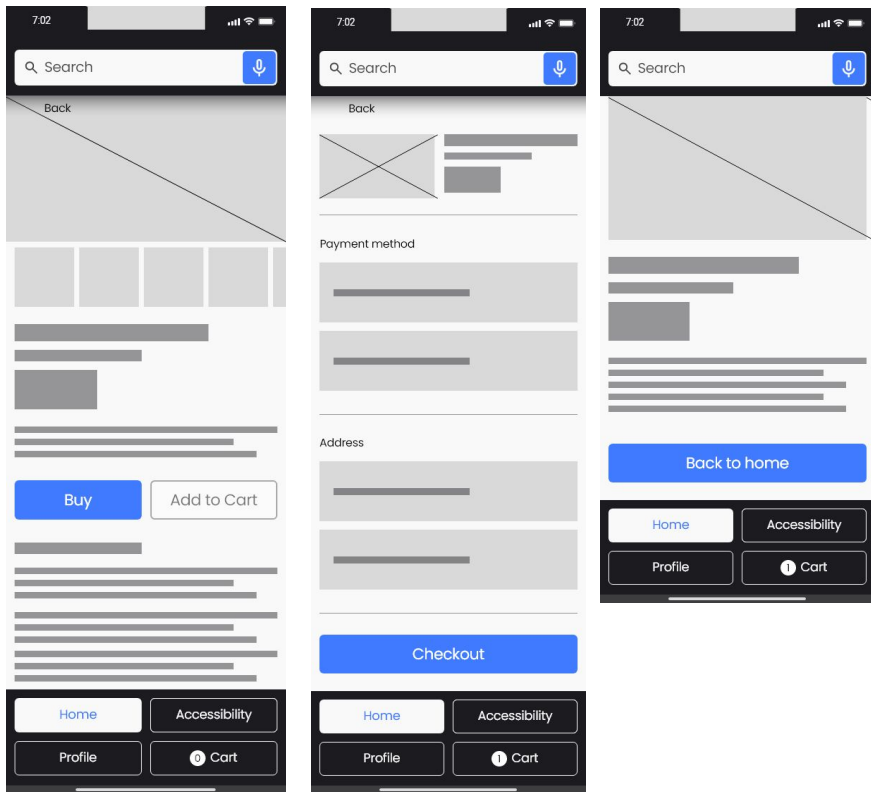 7:02
Search
Back
Buy
Add to Cart
Home
Accessibility
Profile
0 Cart
7:02
Search
Back
Payment method
Address
Checkout
Home
Accessibility
Profile
1 Cart
7:02
Search
Back to home
Home
Accessibility
Profile
1 Cart